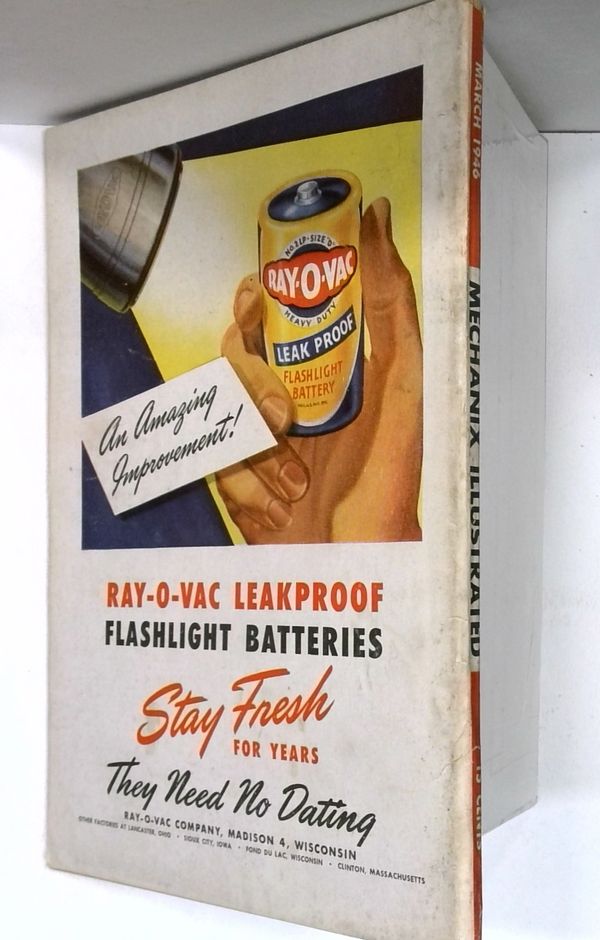 NO 2 LP-SIZE 'D'
RAY-O-VAC
HEAVY DUTY
LEAK PROOF
FLASHLIGHT
BATTERY
An Amazing
Improvement!
RAY-O-VAC LEAKPROOF
FLASHLIGHT BATTERIES
Stay Fresh
FOR YEARS
They Need No Dating
RAY-O-VAC COMPANY, MADISON 4, WISCONSIN
OTHER FACTORIES AT LANCASTER, OHIO • SIOUX CITY, IOWA • FOND DU LAC, WISCONSIN • CLINTON, MASSACHUSETTS
MARCH 1946
MECHANIX ILLUSTRATED
15 CENTS